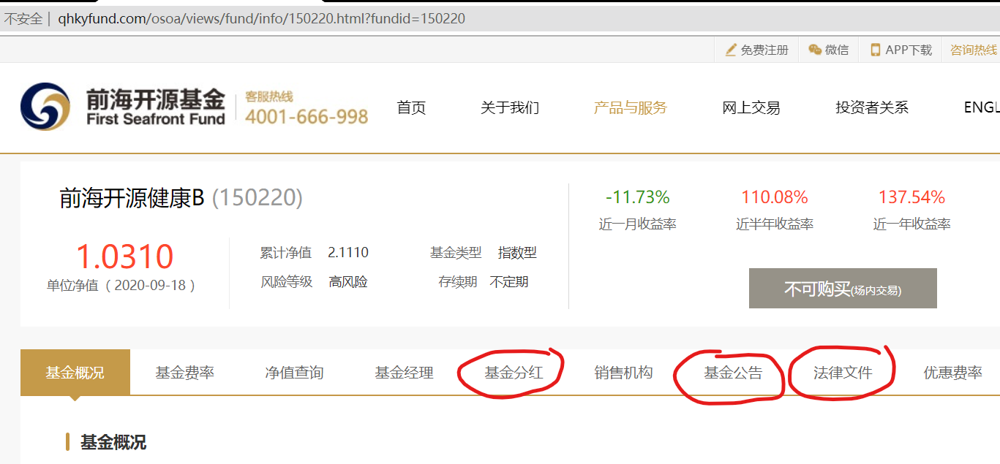 不安全 | qhkyfund.com/osoa/views/fund/info/150220.html?fundid=150220
免费注册 微信 APP下载 咨询热线
前海开源基金 First Seafront Fund 客服热线 4001-666-998
首页 关于我们 产品与服务 网上交易 投资者关系 ENGL
前海开源健康B (150220)
1.0310
单位净值（2020-09-18）
累计净值 2.1110 基金类型 指数型
风险等级 高风险 存续期 不定期
-11.73% 110.08% 137.54%
近一月收益率 近半年收益率 近一年收益率
不可购买(场内交易)
基金概况 基金费率 净值查询 基金经理 基金分红 销售机构 基金公告 法律文件 优惠费率
基金概况